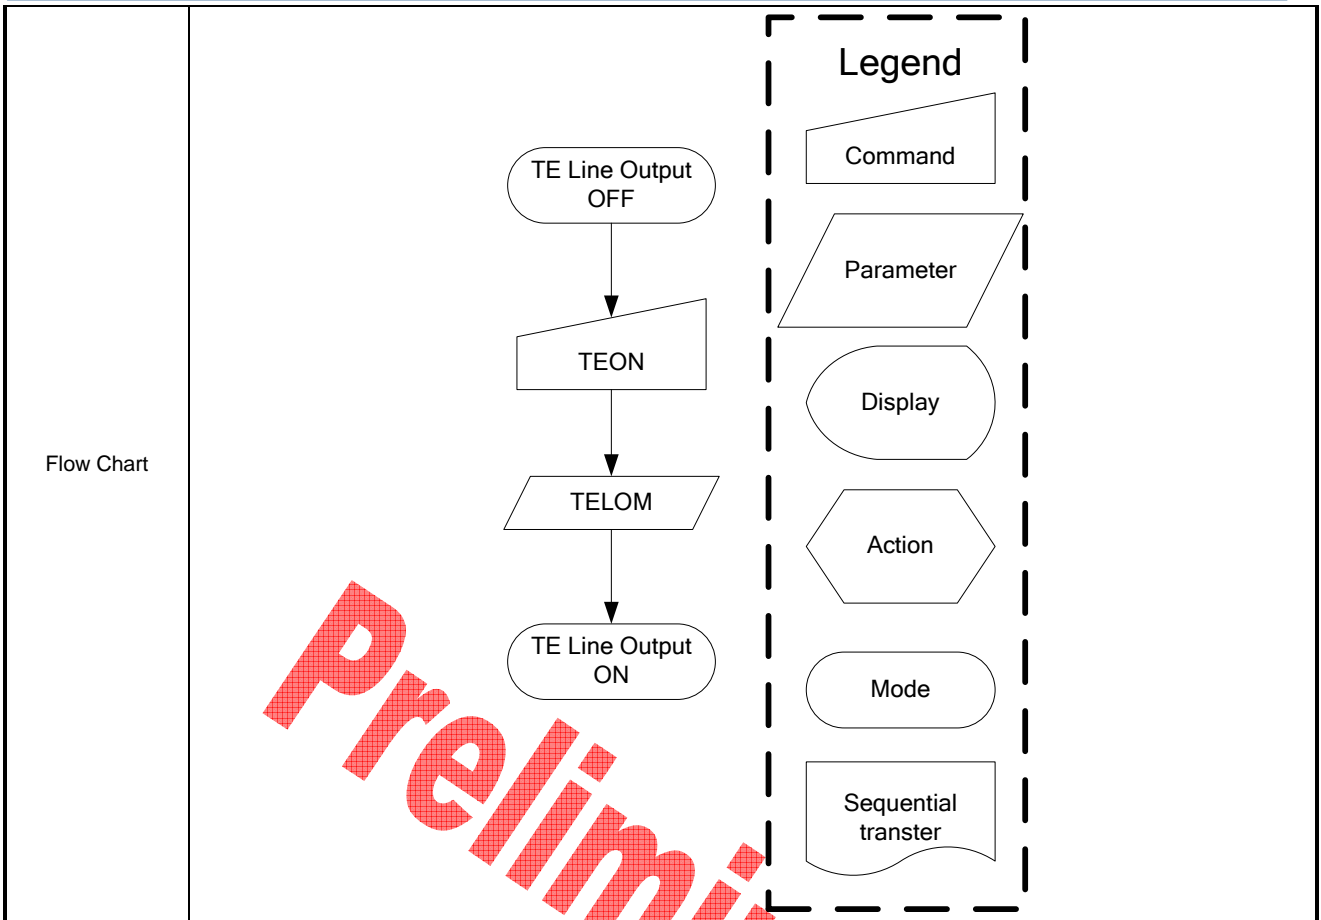 Flow Chart
TE Line Output
OFF
TEON
TELOM
TE Line Output
ON
Legend
Command
Parameter
Display
Action
Mode
Sequential
transter
Prelimi